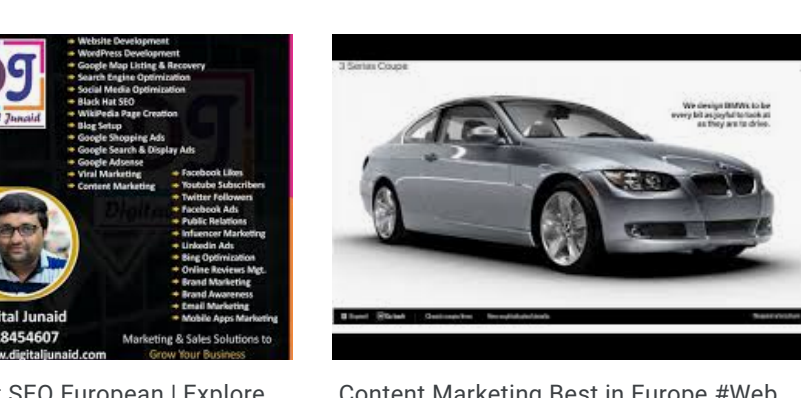 Website Development
WordPress Development
Google Map Listing & Recovery
Search Engine Optimization
Social Media Optimization
Black Hat SEO
WikiPedia Page Creation
Blog Setup
Google Shopping Ads
Google Search & Display Ads
Google Adsense
Viral Marketing
Content Marketing
Facebook Likes
Youtube Subscribers
Twitter Followers
Facebook Ads
Public Relations
Infuencer Marketing
Linkedin Ads
Bing Optimization
Online Reviews Mgt.
Brand Marketing
Brand Awareness
Email Marketing
Mobile Apps Marketing
Junaid
ital Junaid
8454607
w.digitaljunaid.com
Marketing & Sales Solutions to
Grow Your Business
SEO European | Explore
3 Series Coupe
We design BMWs to be
every bit as joyful to look at
as they are to drive.
Content Marketing Best in Europe #Web